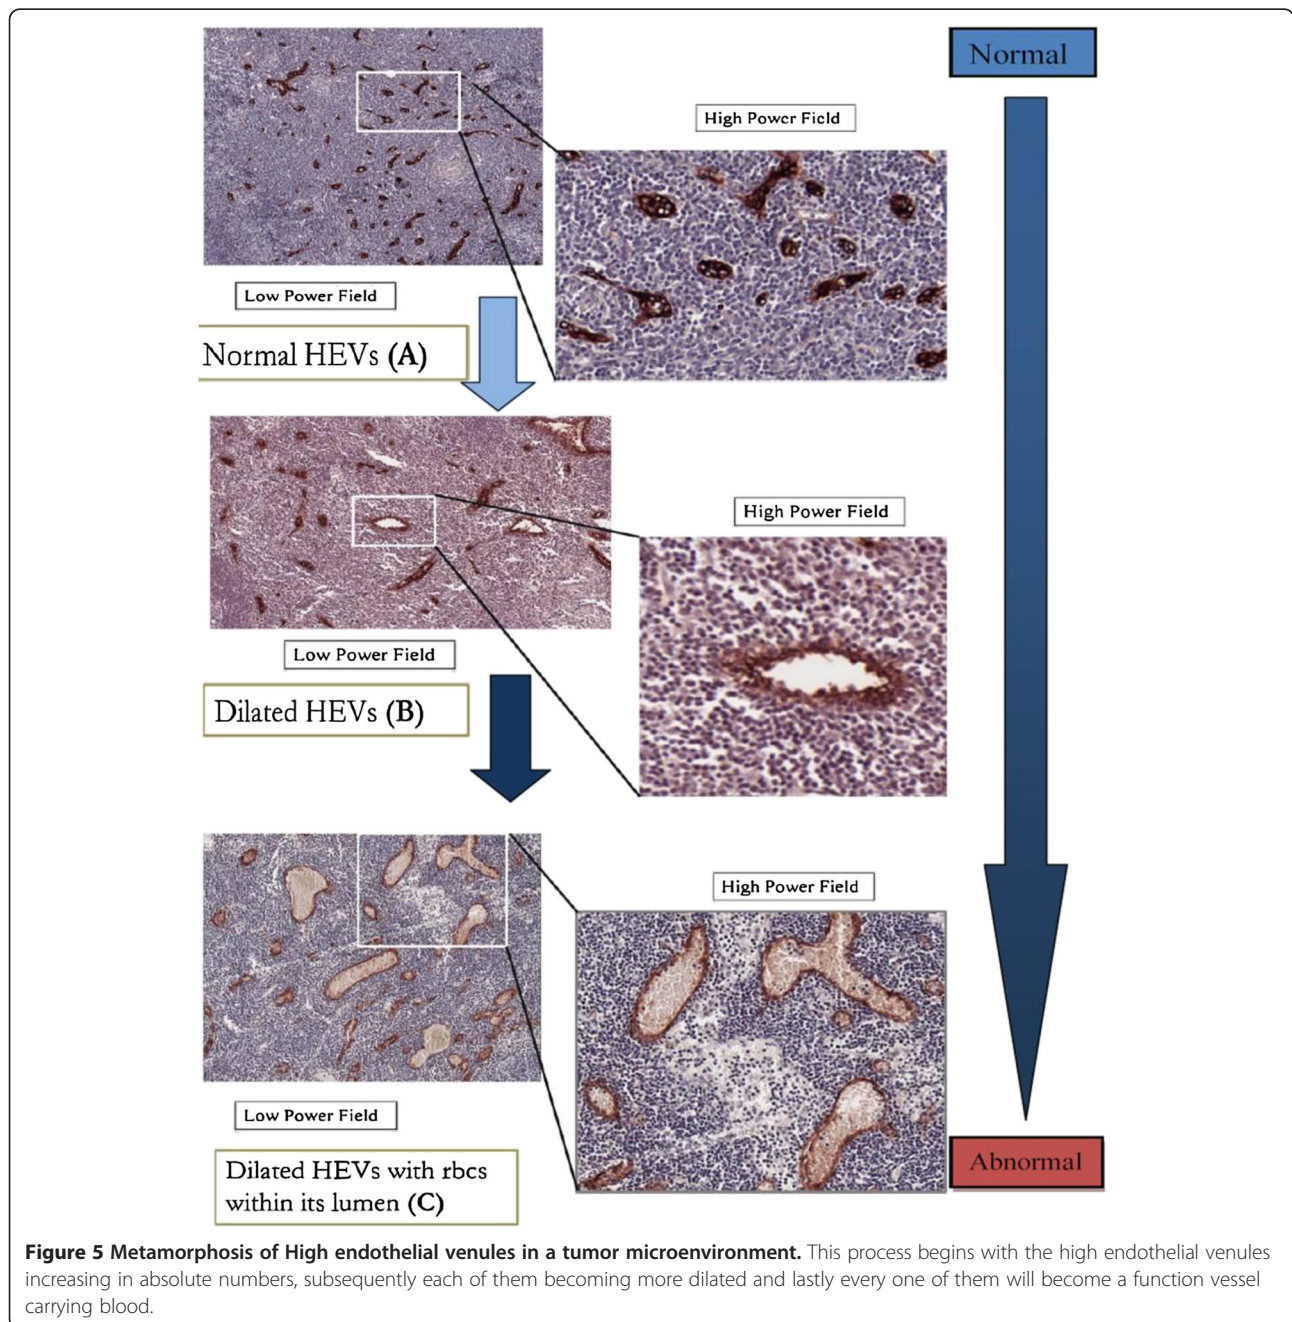 Normal
High Power Field
Low Power Field
Normal HEVs (A)
High Power Field
Low Power Field
Dilated HEVs (B)
High Power Field
Low Power Field
Abnormal
Dilated HEVs with rbcs
within its lumen (C)
Figure 5 Metamorphosis of High endothelial venules in a tumor microenvironment. This process begins with the high endothelial venules
increasing in absolute numbers, subsequently each of them becoming more dilated and lastly every one of them will become a function vessel
carrying blood.